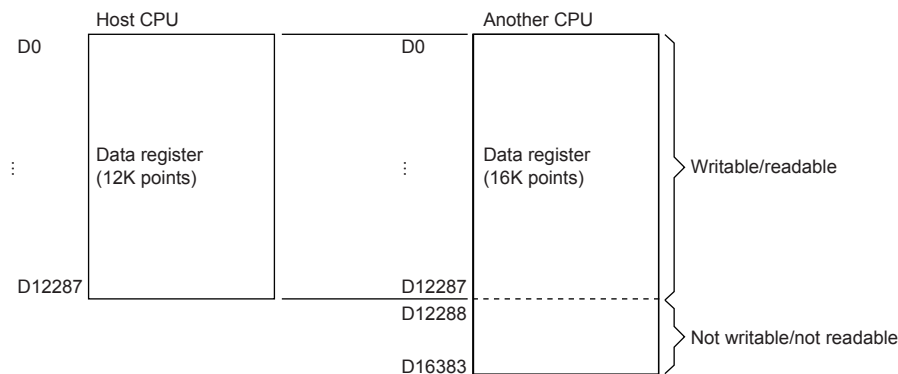 Host CPU
Another CPU
D0
D0
⋮
Data register
(12K points)
⋮
Data register
(16K points)
Writable/readable
D12287
D12287
D12288
Not writable/not readable
D16383